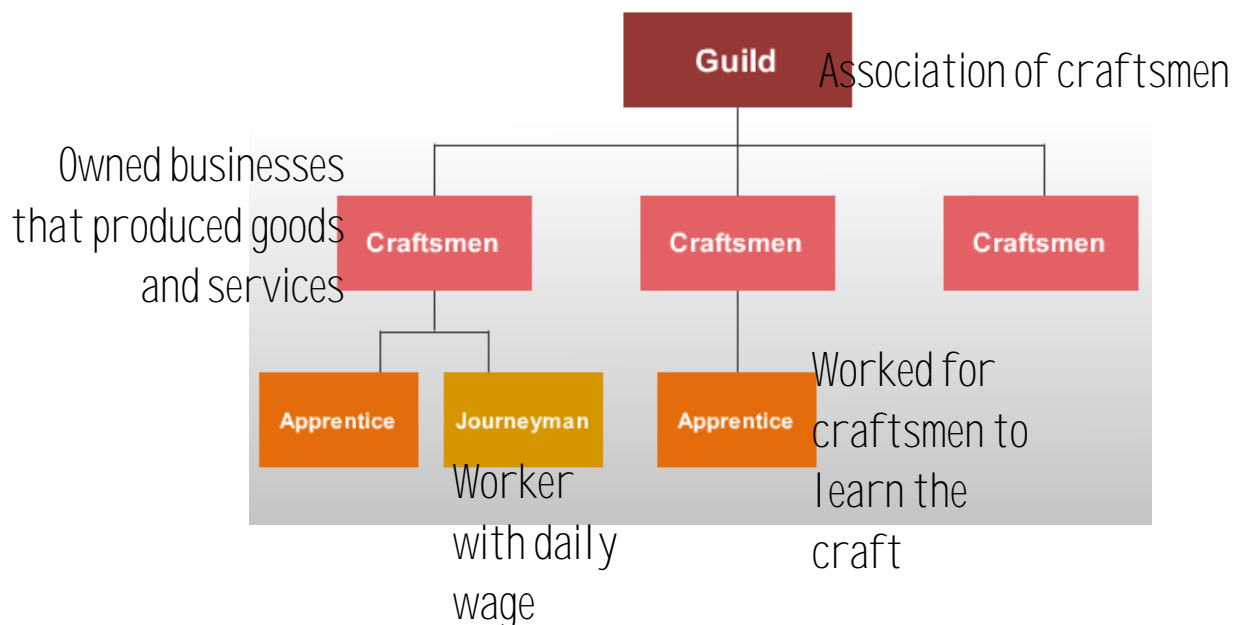 Guild
Association of craftsmen
Owned businesses
that produced goods
and services
Craftsmen
Craftsmen
Craftsmen
Apprentice
Journeyman
Apprentice
Worker
with daily
wage
Worked for
craftsmen to
learn the
craft